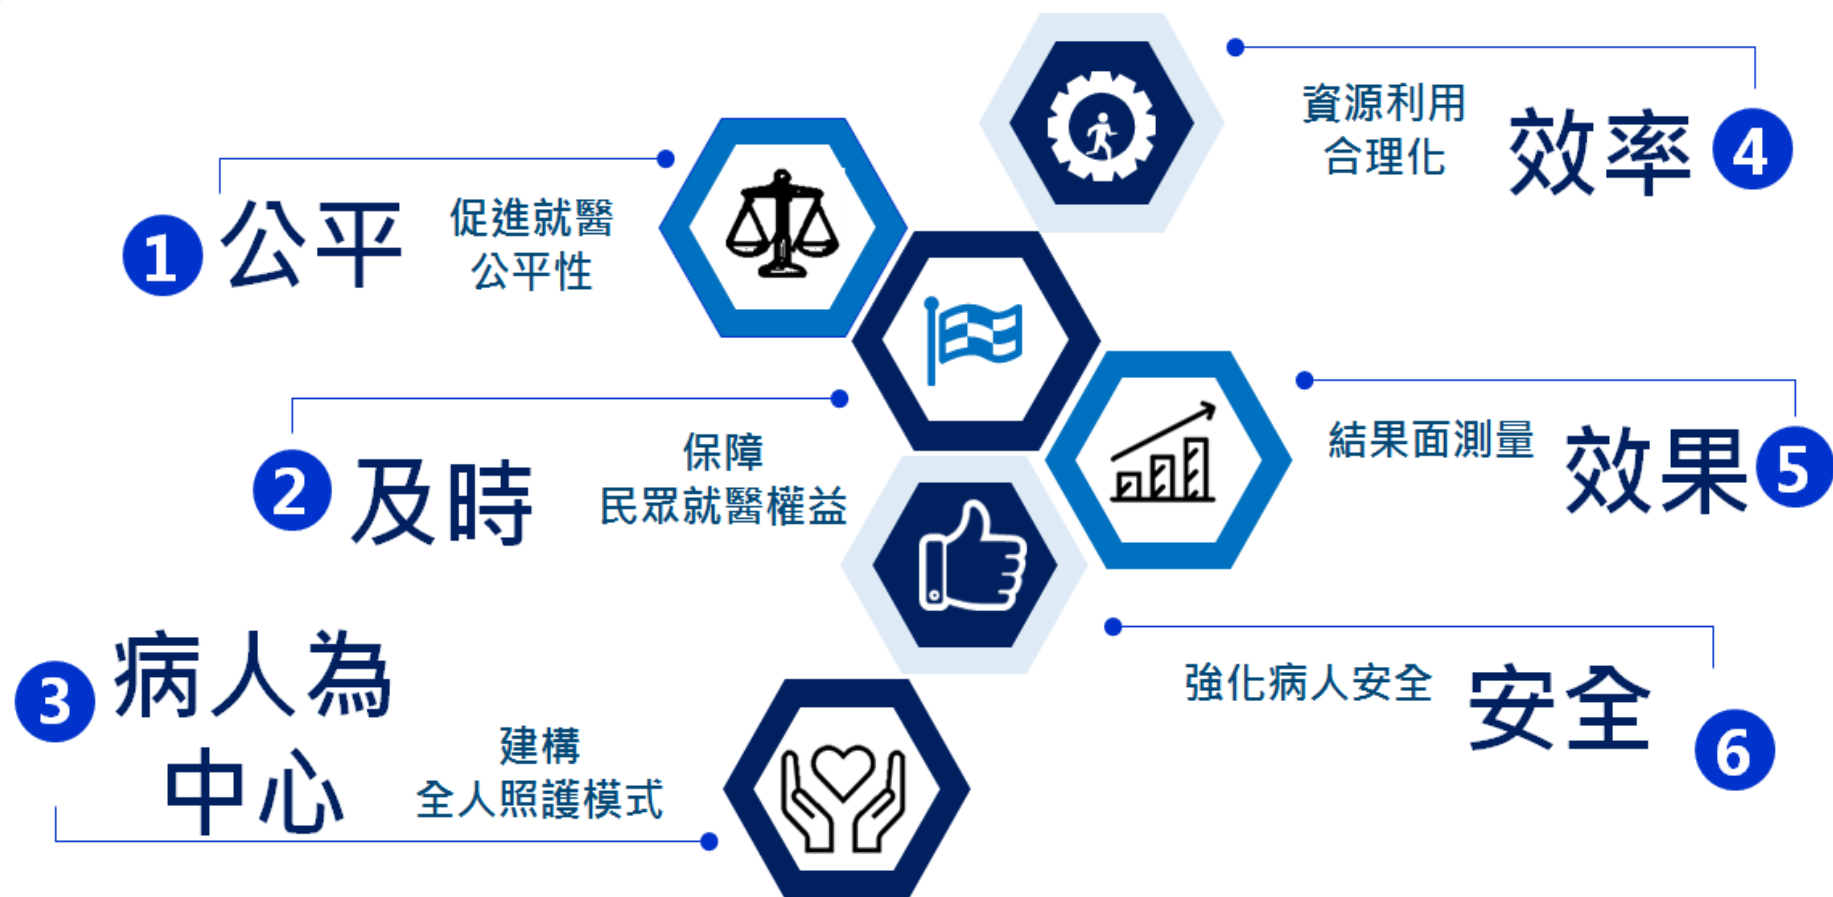 1
公平
促進就醫
公平性
2
及時
保障
民眾就醫權益
3
病人為
中心
建構
全人照護模式
資源利用
合理化
效率
4
結果面測量
效果
5
強化病人安全
安全
6